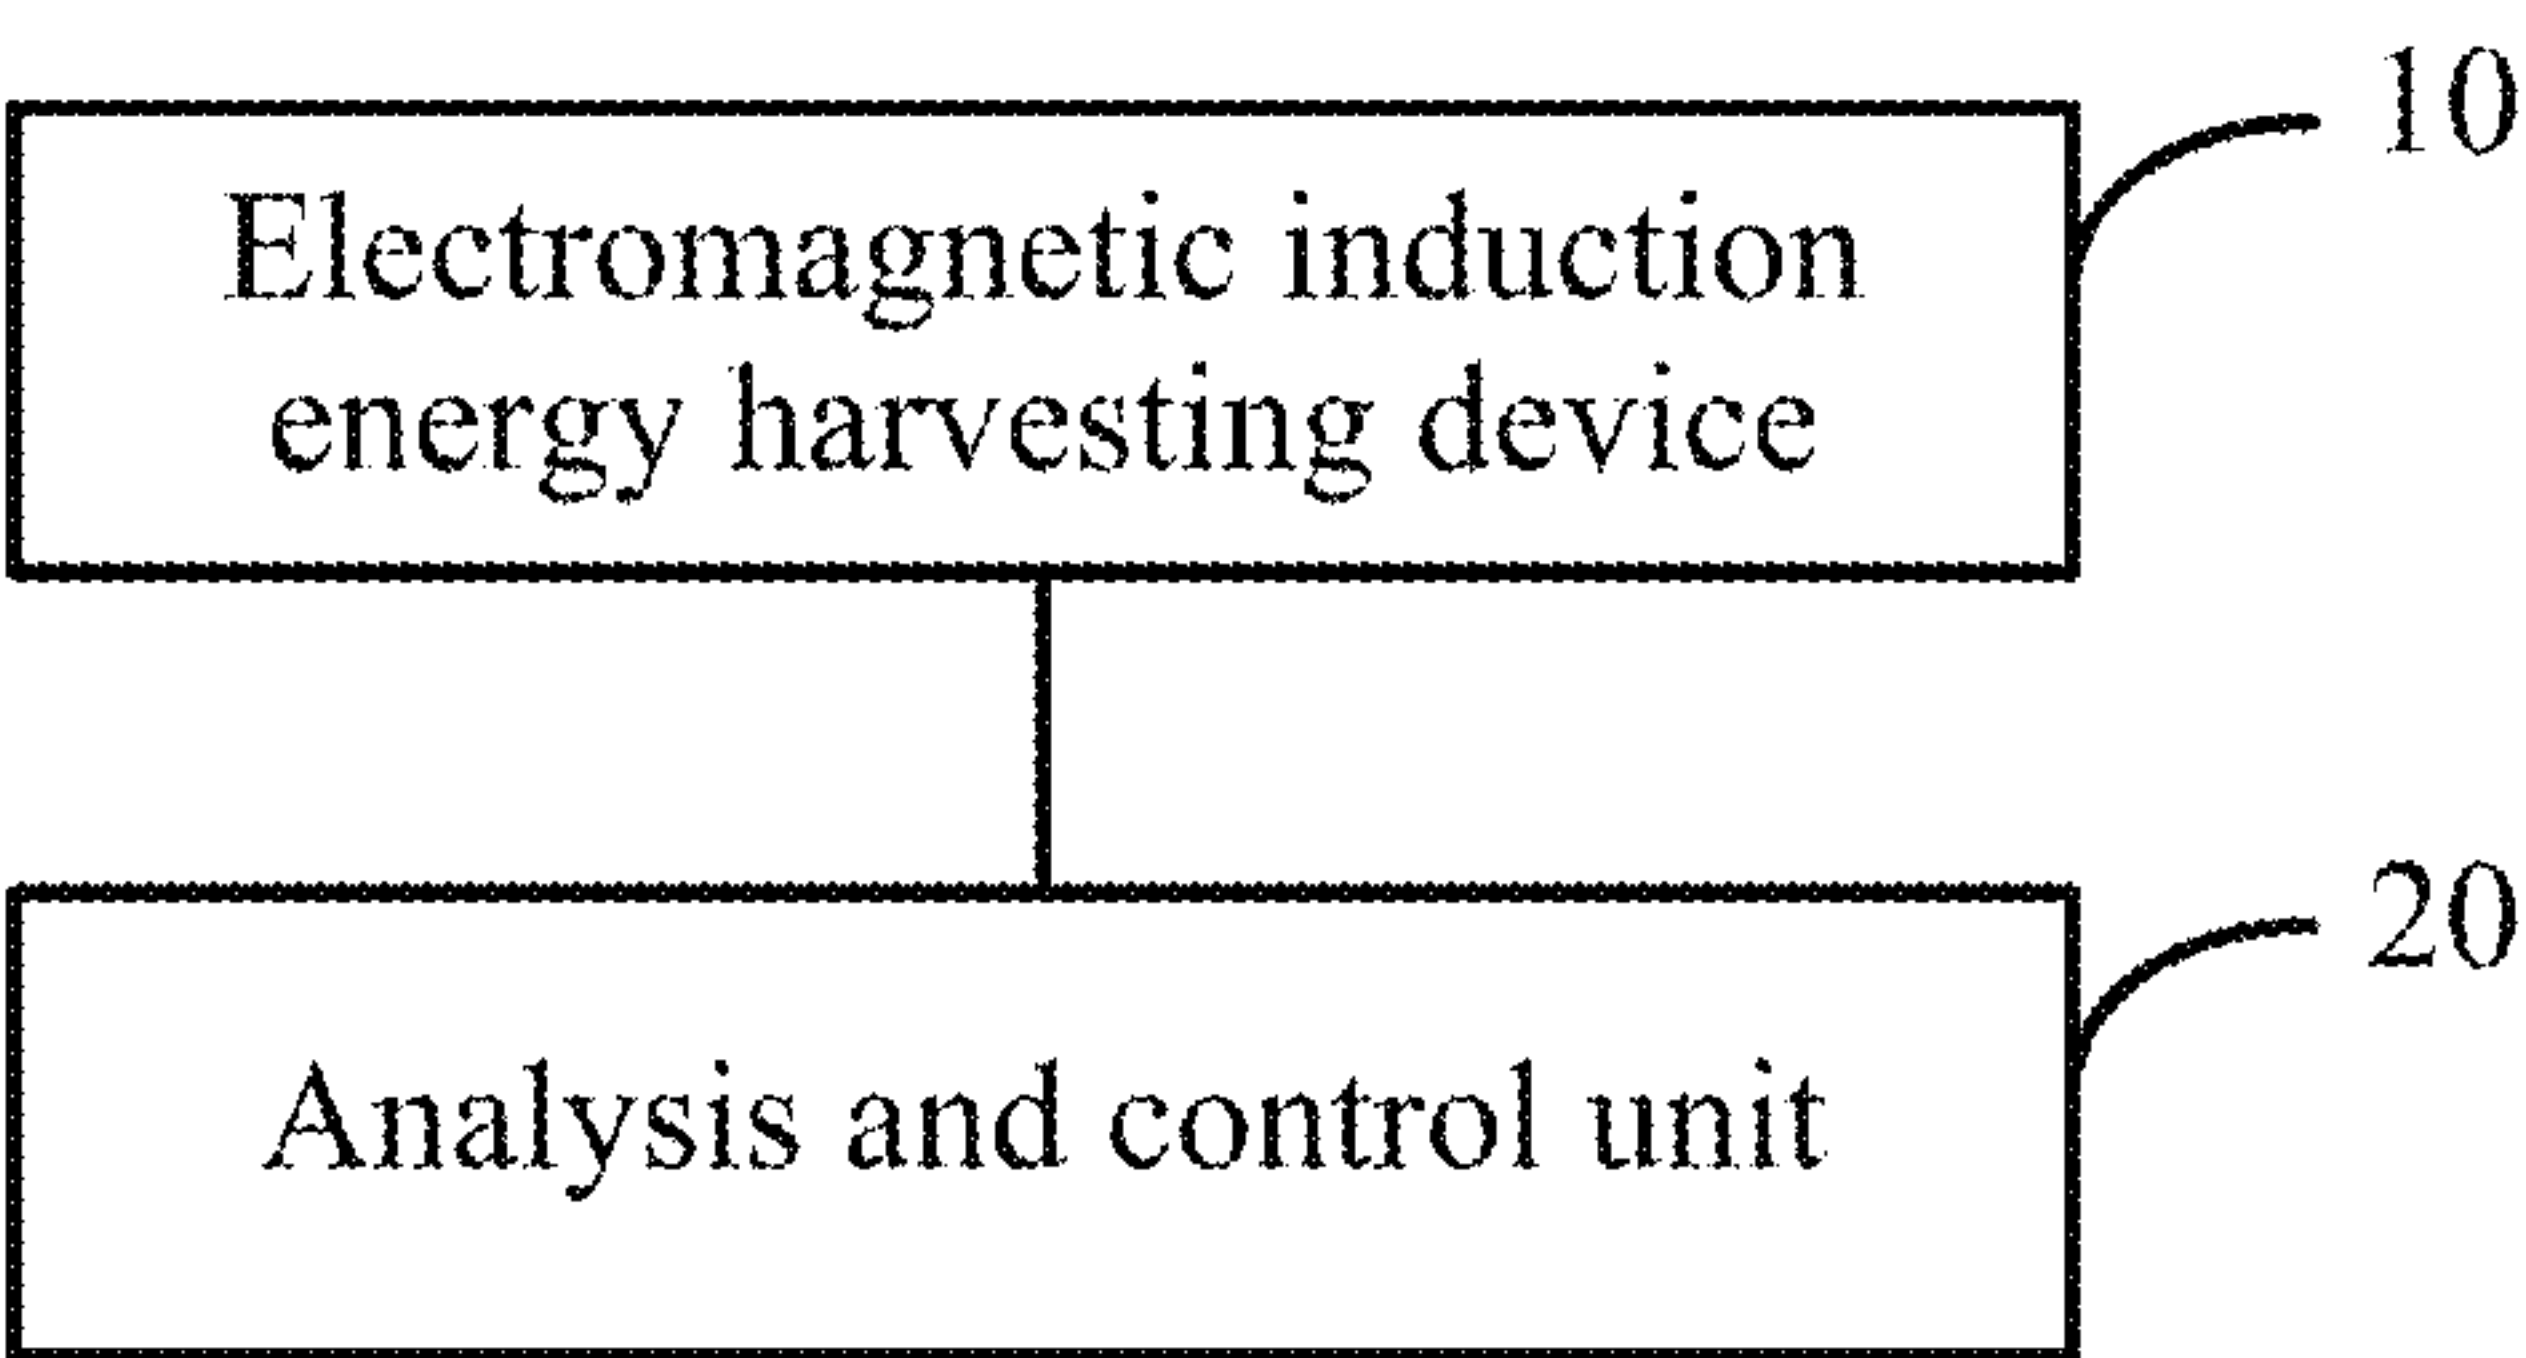 10
Electromagnetic induction
energy harvesting device
20
Analysis and control unit